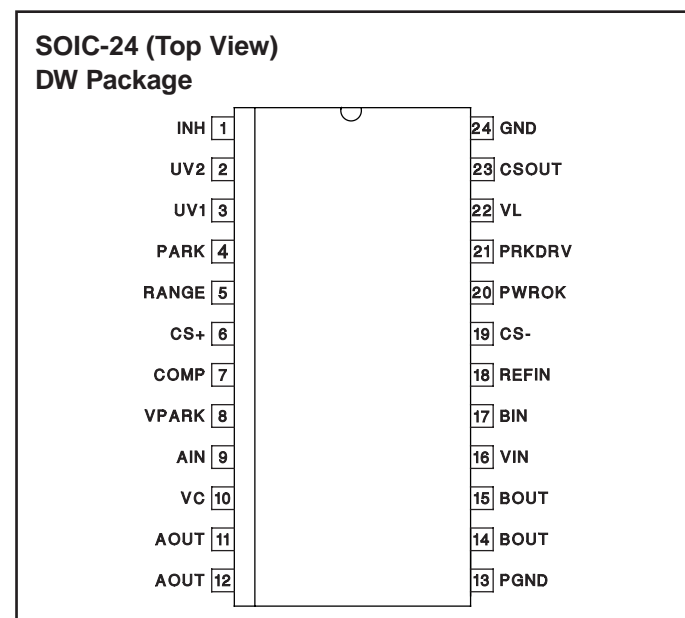 SOIC-24 (Top View)
DW Package
INH 1 24 GND
UV2 2 23 CSOUT
UV1 3 22 VL
PARK 4 21 PRKDRV
RANGE 5 20 PWROK
CS+ 6 19 CS-
COMP 7 18 REFIN
VPARK 8 17 BIN
AIN 9 16 VIN
VC 10 15 BOUT
AOUT 11 14 BOUT
AOUT 12 13 PGND